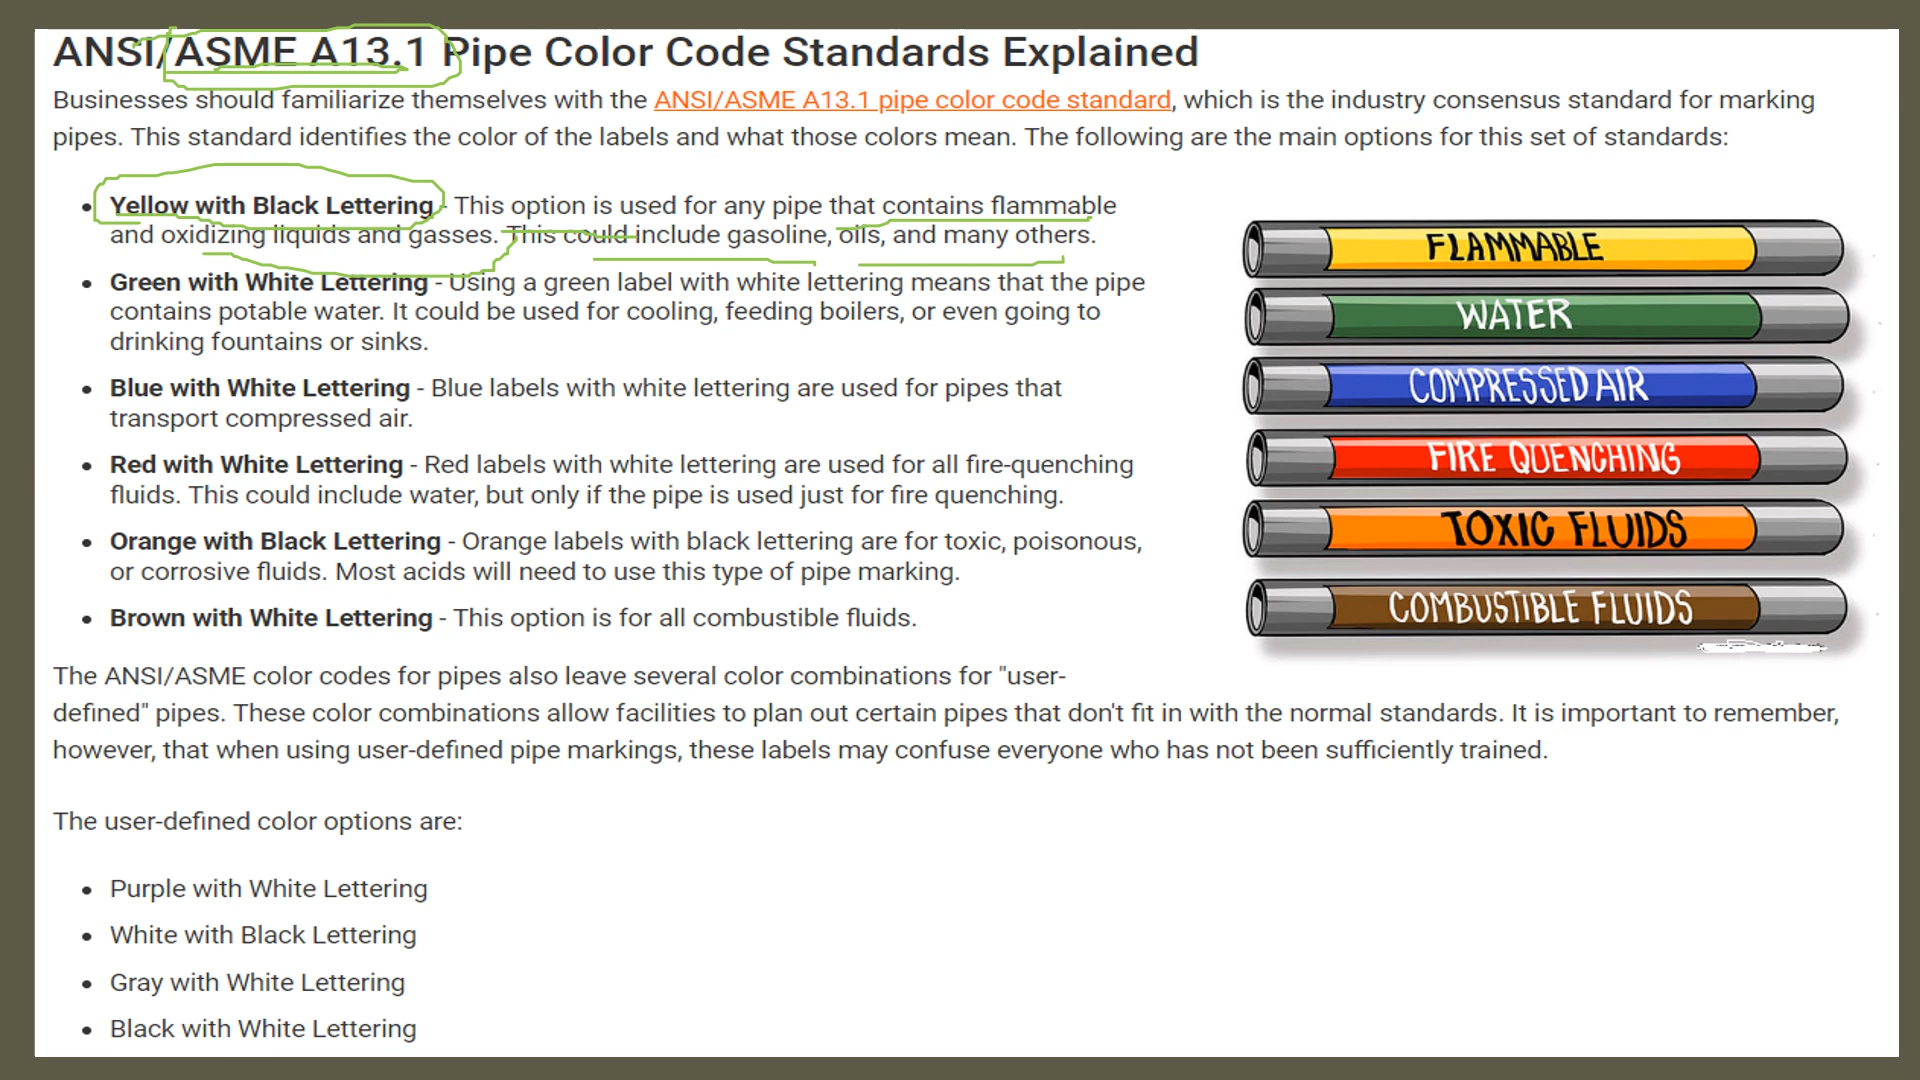 ANSI/ASME A13.1 Pipe Color Code Standards Explained
Businesses should familiarize themselves with the ANSI/ASME A13.1 pipe color code standard, which is the industry consensus standard for marking
pipes. This standard identifies the color of the labels and what those colors mean. The following are the main options for this set of standards:
• Yellow with Black Lettering - This option is used for any pipe that contains flammable
and oxidizing liquids and gasses. This could include gasoline, oils, and many others.
• Green with White Lettering - Using a green label with white lettering means that the pipe
contains potable water. It could be used for cooling, feeding boilers, or even going to
drinking fountains or sinks.
• Blue with White Lettering - Blue labels with white lettering are used for pipes that
transport compressed air.
• Red with White Lettering - Red labels with white lettering are used for all fire-quenching
fluids. This could include water, but only if the pipe is used just for fire quenching.
• Orange with Black Lettering - Orange labels with black lettering are for toxic, poisonous,
or corrosive fluids. Most acids will need to use this type of pipe marking.
• Brown with White Lettering - This option is for all combustible fluids.
FLAMMABLE
WATER
COMPRESSED AIR
FIRE QUENCHING
TOXIC FLUIDS
COMBUSTIBLE FLUIDS
The ANSI/ASME color codes for pipes also leave several color combinations for "user-
defined" pipes. These color combinations allow facilities to plan out certain pipes that don't fit in with the normal standards. It is important to remember,
however, that when using user-defined pipe markings, these labels may confuse everyone who has not been sufficiently trained.
The user-defined color options are:
• Purple with White Lettering
• White with Black Lettering
• Gray with White Lettering
• Black with White Lettering